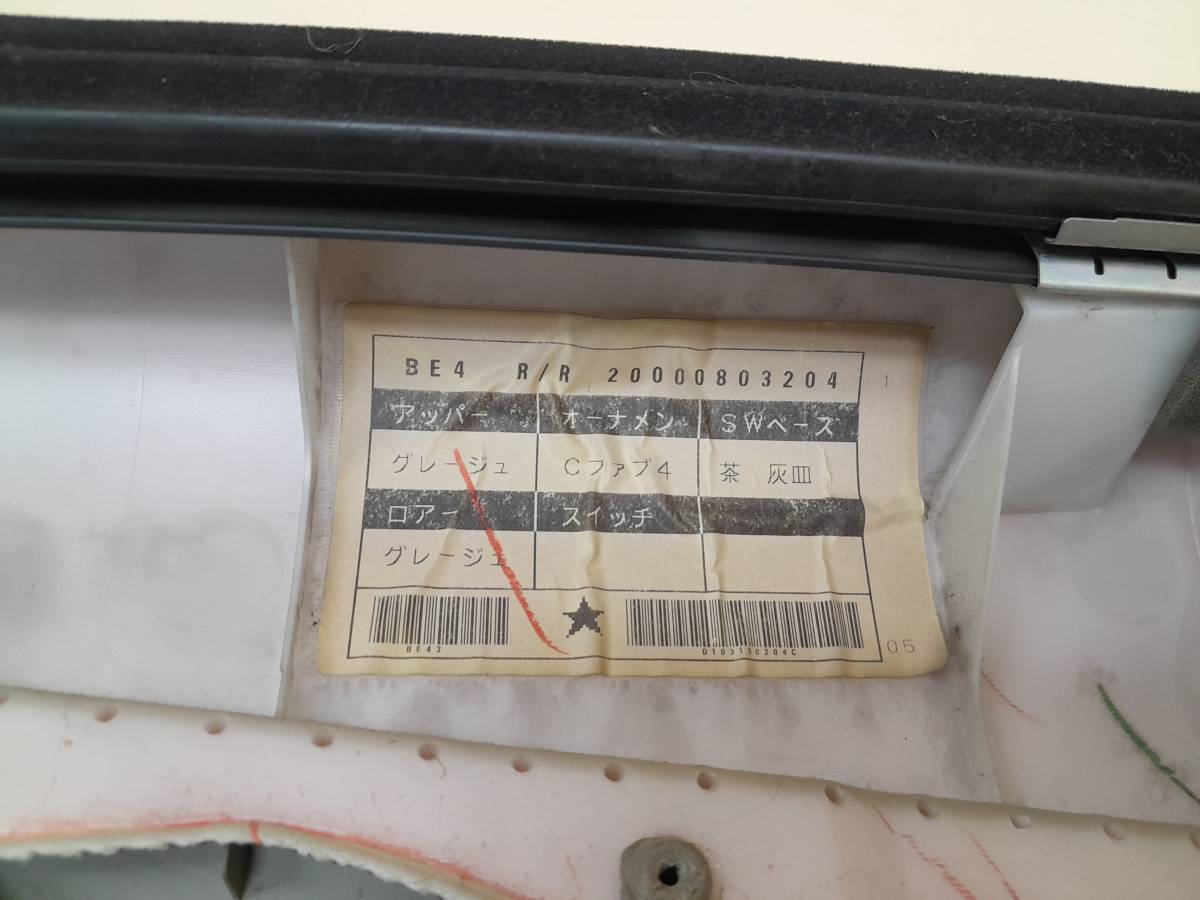 BE4 R/R 20000803204 1
アッパー オーナメン SWベース
グレージュ Cファブ4 茶 灰皿
ロアー スイッチ
グレージュ
★
BE43
05